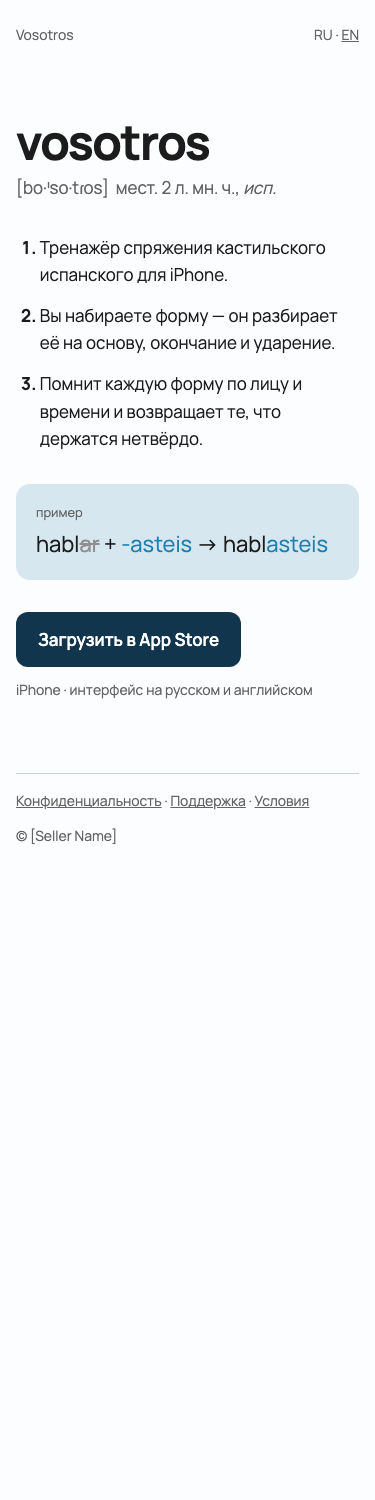 Vosotros
RU · EN
vosotros
[bo·ˈso·tɾos] мест. 2 л. мн. ч., исп.
1. Тренажёр спряжения кастильского
испанского для iPhone.
2. Вы набираете форму — он разбирает
её на основу, окончание и ударение.
3. Помнит каждую форму по лицу и
времени и возвращает те, что
держатся нетвёрдо.
пример
hablar + -asteis → hablasteis
Загрузить в App Store
iPhone · интерфейс на русском и английском
Конфиденциальность · Поддержка · Условия
© [Seller Name]